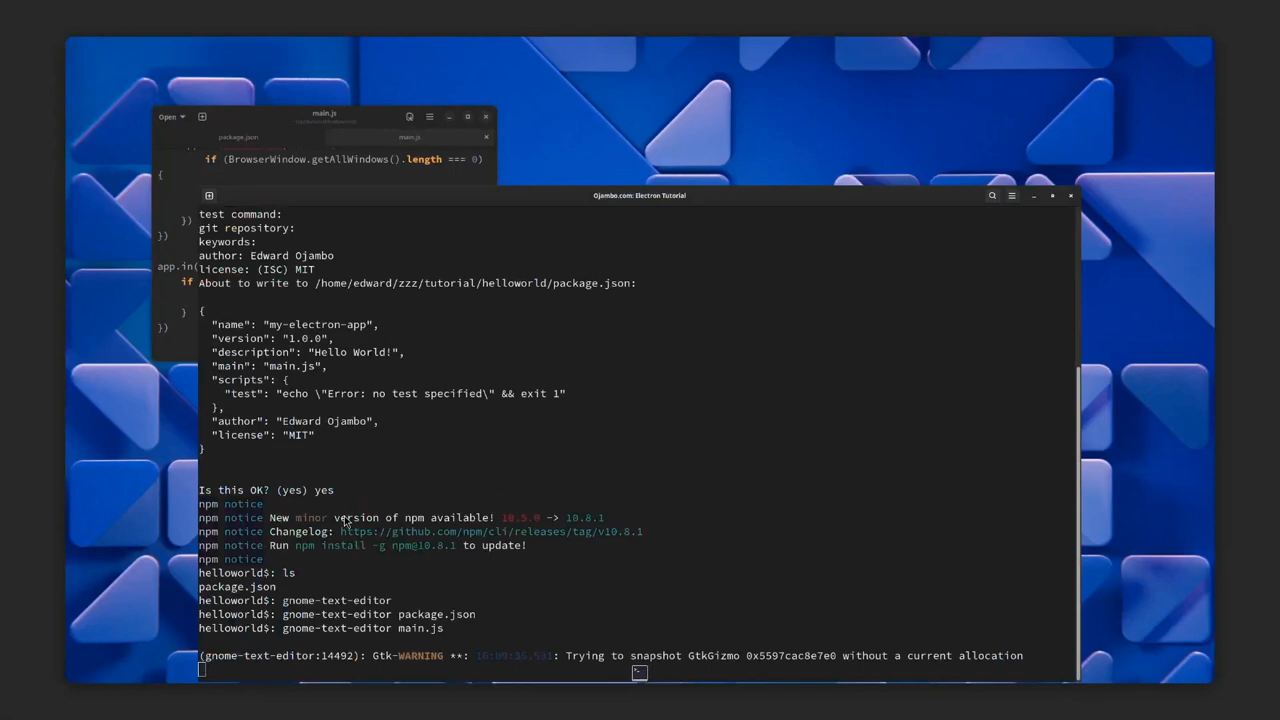 main.js
Open
package.json
main.js
if (BrowserWindow.getAllWindows().length === 0)
{
})
})
app.in(
if
}
})
Ojambo.com: Electron Tutorial
test command:
git repository:
keywords:
author: Edward Ojambo
license: (ISC) MIT
About to write to /home/edward/zzz/tutorial/helloworld/package.json:
{
"name": "my-electron-app",
"version": "1.0.0",
"description": "Hello World!",
"main": "main.js",
"scripts": {
"test": "echo \"Error: no test specified\" && exit 1"
},
"author": "Edward Ojambo",
"license": "MIT"
}
Is this OK? (yes) yes
npm notice
npm notice New minor version of npm available! 10.5.0 -> 10.8.1
npm notice Changelog: https://github.com/npm/cli/releases/tag/v10.8.1
npm notice Run npm install -g npm@10.8.1 to update!
npm notice
helloworld$: ls
package.json
helloworld$: gnome-text-editor
helloworld$: gnome-text-editor package.json
helloworld$: gnome-text-editor main.js
(gnome-text-editor:14492): Gtk-WARNING **: : Trying to snapshot GtkGizmo 0x5597cac8e7e0 without a current allocation